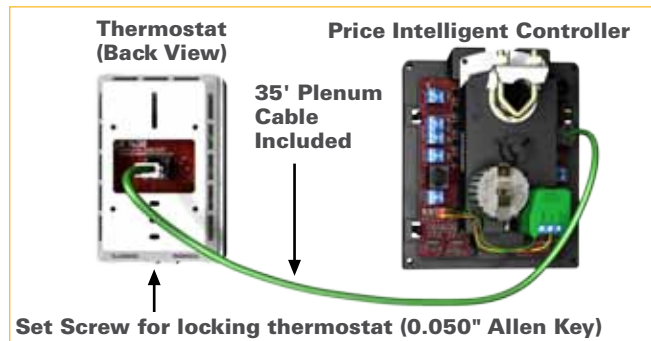 Thermostat
(Back View)
Price Intelligent Controller
35' Plenum
Cable
Included
Set Screw for locking thermostat (0.050" Allen Key)